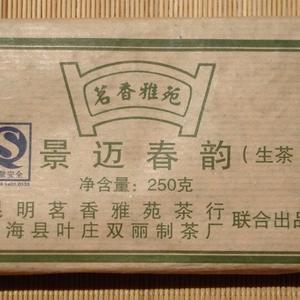 茗香雅苑
景迈春韵(生茶
净含量：250克
昆明茗香雅苑茶行
海县叶庄双丽制茶厂
联合出品